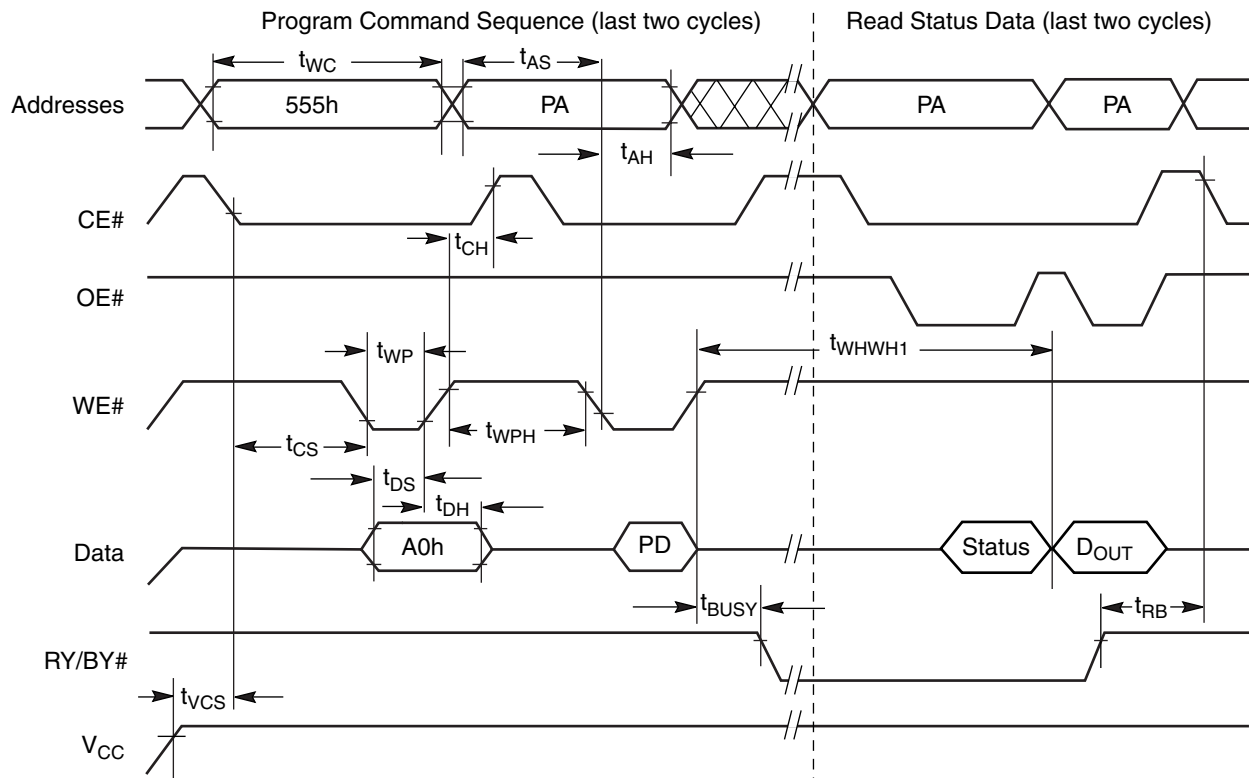 Program Command Sequence (last two cycles)
Read Status Data (last two cycles)
tWC
tAS
Addresses
555h
PA
PA
PA
tAH
CE#
tCH
OE#
tWP
tWHWH1
WE#
tCS
tWPH
tDS
tDH
Data
A0h
PD
Status
DOUT
tBUSY
tRB
RY/BY#
tVCS
VCC